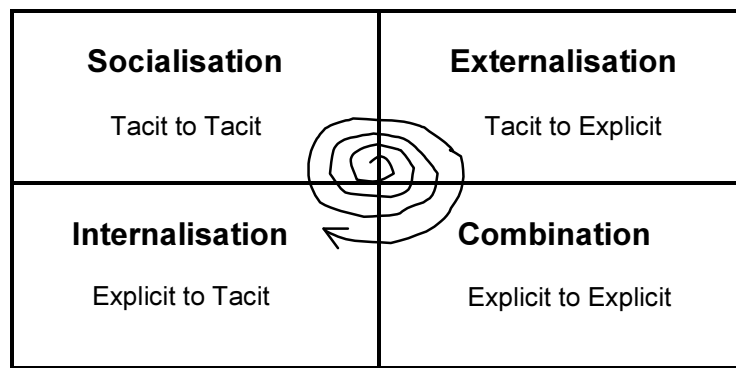 Socialisation
Tacit to Tacit
Externalisation
Tacit to Explicit
Internalisation
Explicit to Tacit
Combination
Explicit to Explicit